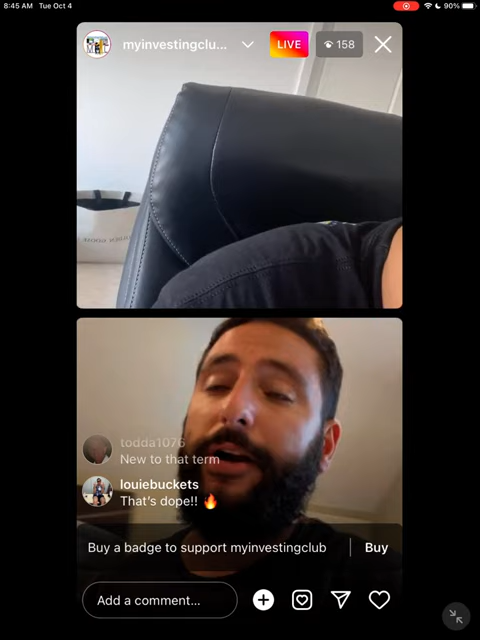 8:45 AM Tue Oct 4
90%
myinvestingclu...
LIVE
158
todda1076
New to that term
louiebuckets
That's dope!! 🔥
Buy a badge to support myinvestingclub
Buy
Add a comment...